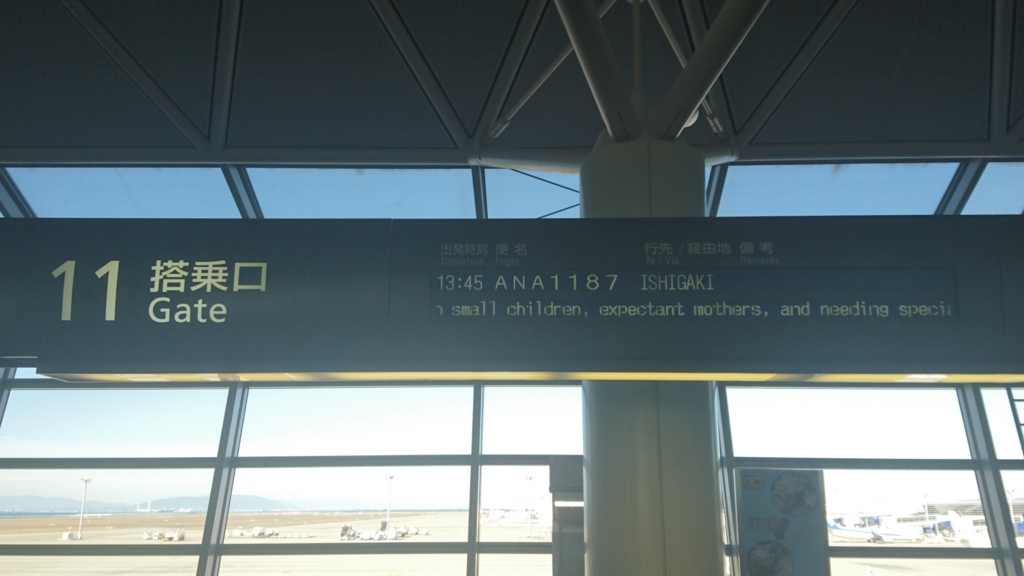 11 搭乗口
Gate
出発時刻 便名 行先/経由地 備考
Departure Flight To/Via Remarks
13:45 ANA1187 ISHIGAKI
small children, expectant mothers, and needing specia